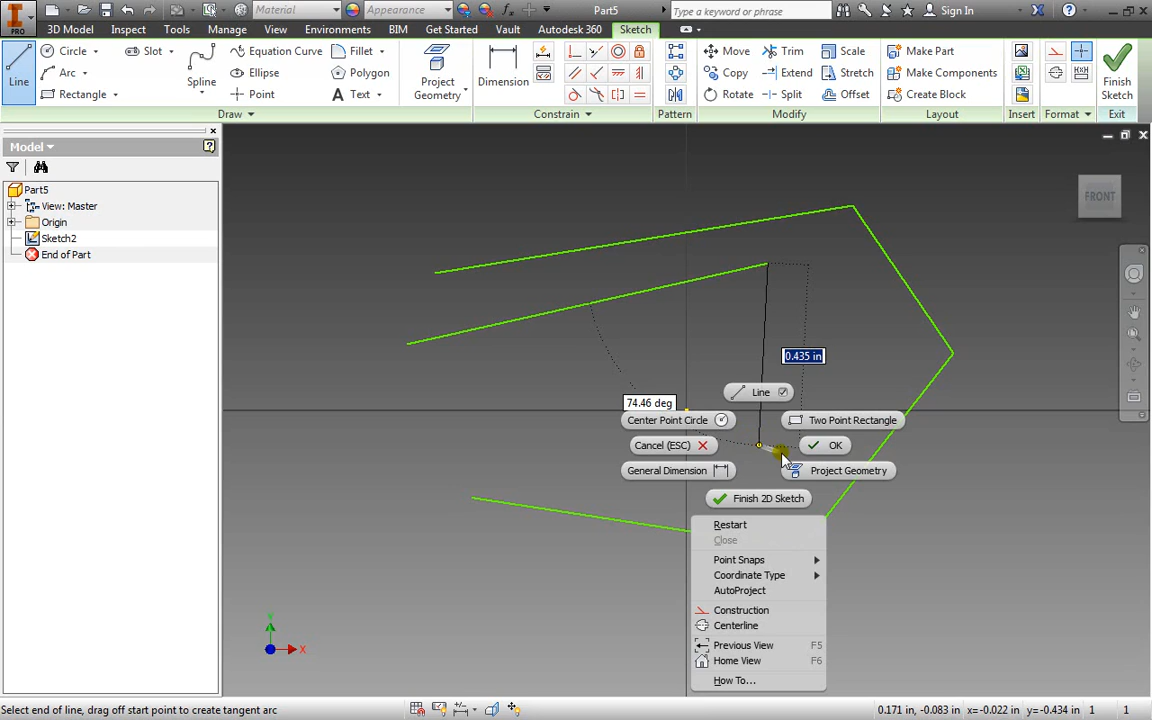 Material
Appearance
Part5
Type a keyword or phrase
Sign In
PRO
3D Model Inspect Tools Manage View Environments BIM Get Started Vault Autodesk 360 Sketch
Line
Circle
Arc
Rectangle
Slot
Spline
Equation Curve
Ellipse
Point
Fillet
Polygon
Text
Project Geometry
Dimension
Move
Copy
Rotate
Trim
Extend
Split
Scale
Stretch
Offset
Make Part
Make Components
Create Block
Finish Sketch
Draw Constrain Pattern Modify Layout Insert Format Exit
Model
Part5
View: Master
Origin
Sketch2
End of Part
FRONT
0.435 in
74.46 deg
Line
Center Point Circle
Two Point Rectangle
Cancel (ESC)
OK
General Dimension
Project Geometry
Finish 2D Sketch
Restart
Close
Point Snaps
Coordinate Type
AutoProject
Construction
Centerline
Previous View F5
Home View F6
How To...
Y
X
Select end of line, drag off start point to create tangent arc
0.171 in, -0.083 in x=-0.022 in y=-0.434 in 1 1